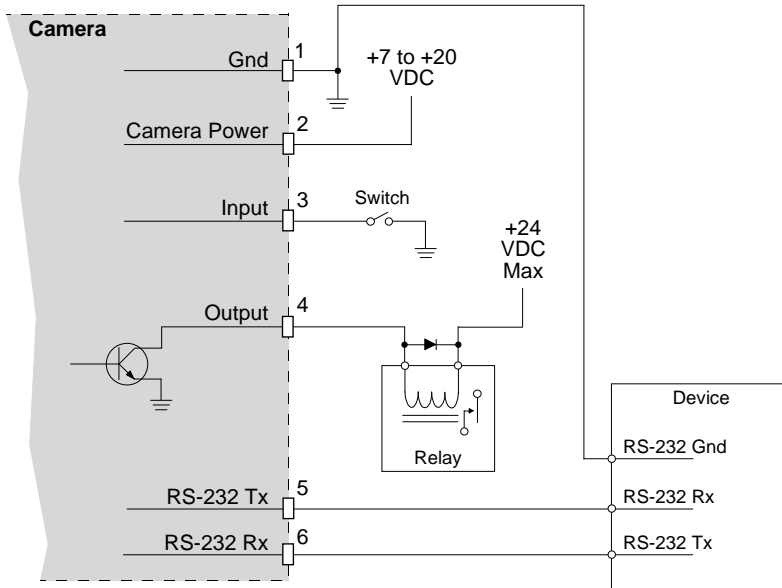 Camera
Gnd
1
+7 to +20
VDC
Camera Power
2
Input
3
Switch
+24
VDC
Max
Output
4
Relay
Device
RS-232 Gnd
RS-232 Tx
5
RS-232 Rx
RS-232 Rx
6
RS-232 Tx